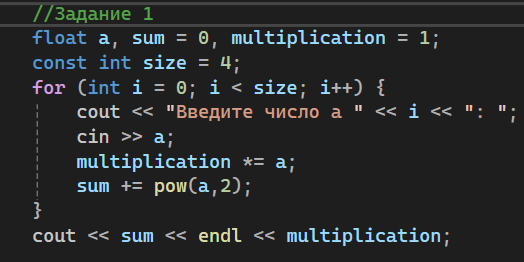 //Задание 1
float a, sum = 0, multiplication = 1;
const int size = 4;
for (int i = 0; i < size; i++) {
    cout << "Введите число a " << i << ": ";
    cin >> a;
    multiplication *= a;
    sum += pow(a,2);
}
cout << sum << endl << multiplication;